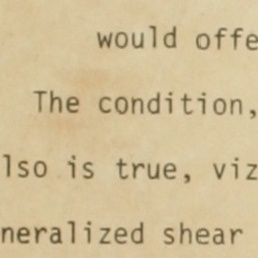 would offe
The condition,
lso is true, viz
neralized shear